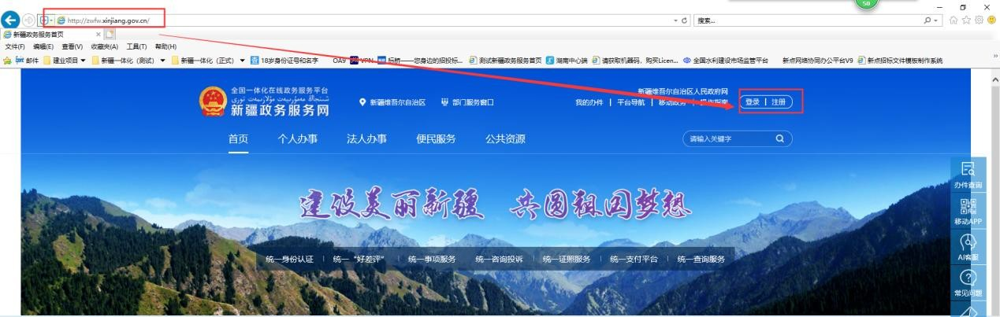 50
http://zwfw.xinjiang.gov.cn/
搜索...
新疆政务服务首页
文件(F) 编辑(E) 查看(V) 收藏夹(A) 工具(T) 帮助(H)
邮件 建业项目 新疆一体化（测试） 新疆一体化（正式） 18岁身份证号和名字 OA9 VPN 标桥——您身边的招投标... 测试新疆政务服务首页 湖南中心端 请获取机器码，购买Licen... 全国水利建设市场监管平台 新点网络协同办公平台V9 新点招标文件模板制作系统
全国一体化在线政务服务平台
新疆政务服务网
新疆维吾尔自治区 部门服务窗口
新疆维吾尔自治区人民政府网
我的办件 | 平台导航 | 移动政务 | 操作指南
登录 | 注册
首页 个人办事 法人办事 便民服务 公共资源
请输入关键字
建设美丽新疆 共圆祖国梦想
统一身份认证 | 统一“好差评” | 统一事项服务 统一咨询投诉 | 统一证照服务 | 统一支付平台 | 统一查询服务
办件查询
移动APP
AI客服
常见问题